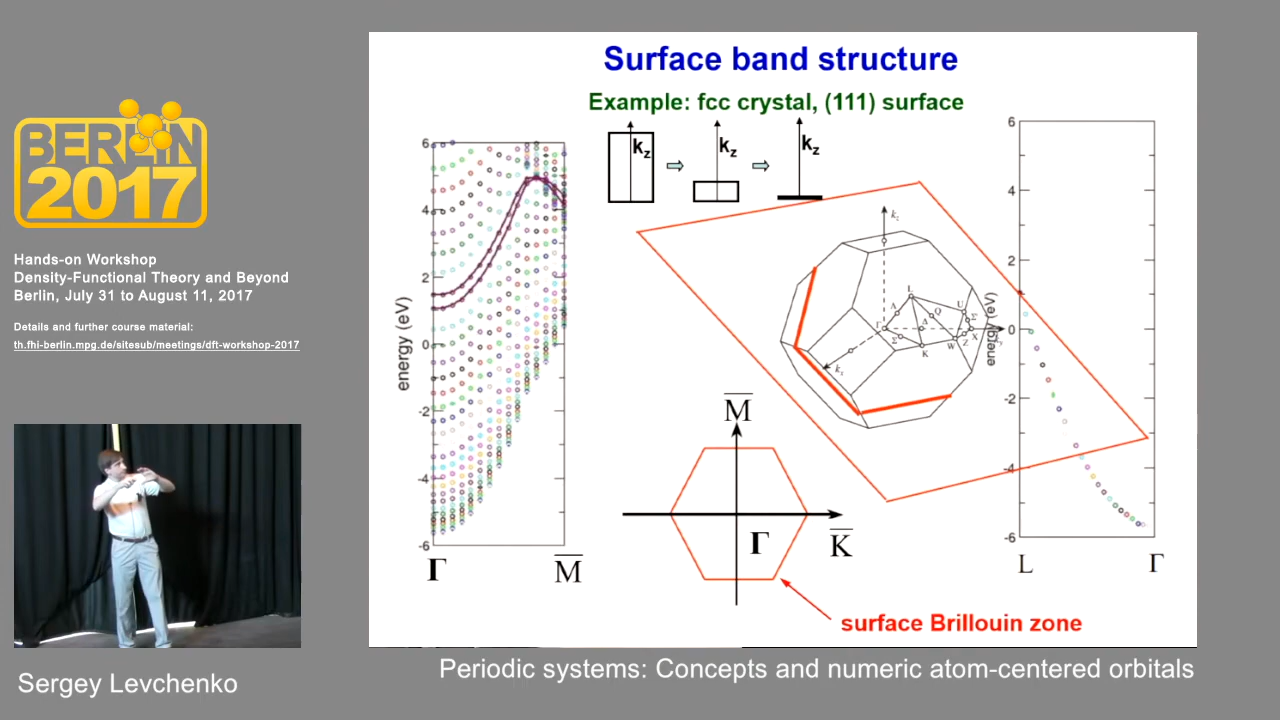 BERLIN
2017
Hands-on Workshop
Density-Functional Theory and Beyond
Berlin, July 31 to August 11, 2017
Details and further course material:
th.fhi-berlin.mpg.de/sitesub/meetings/dft-workshop-2017
Sergey Levchenko
Surface band structure
Example: fcc crystal, (111) surface
kz
kz
kz
6
4
2
0
-2
-4
-6
energy (eV)
Γ
M
kz
L
Λ
Q
U
Σ
Γ
Δ
X
Σ
Z
K
W
kx
ky
M
Γ
K
surface Brillouin zone
6
4
2
0
-2
-4
-6
energy (eV)
L
Γ
Periodic systems: Concepts and numeric atom-centered orbitals